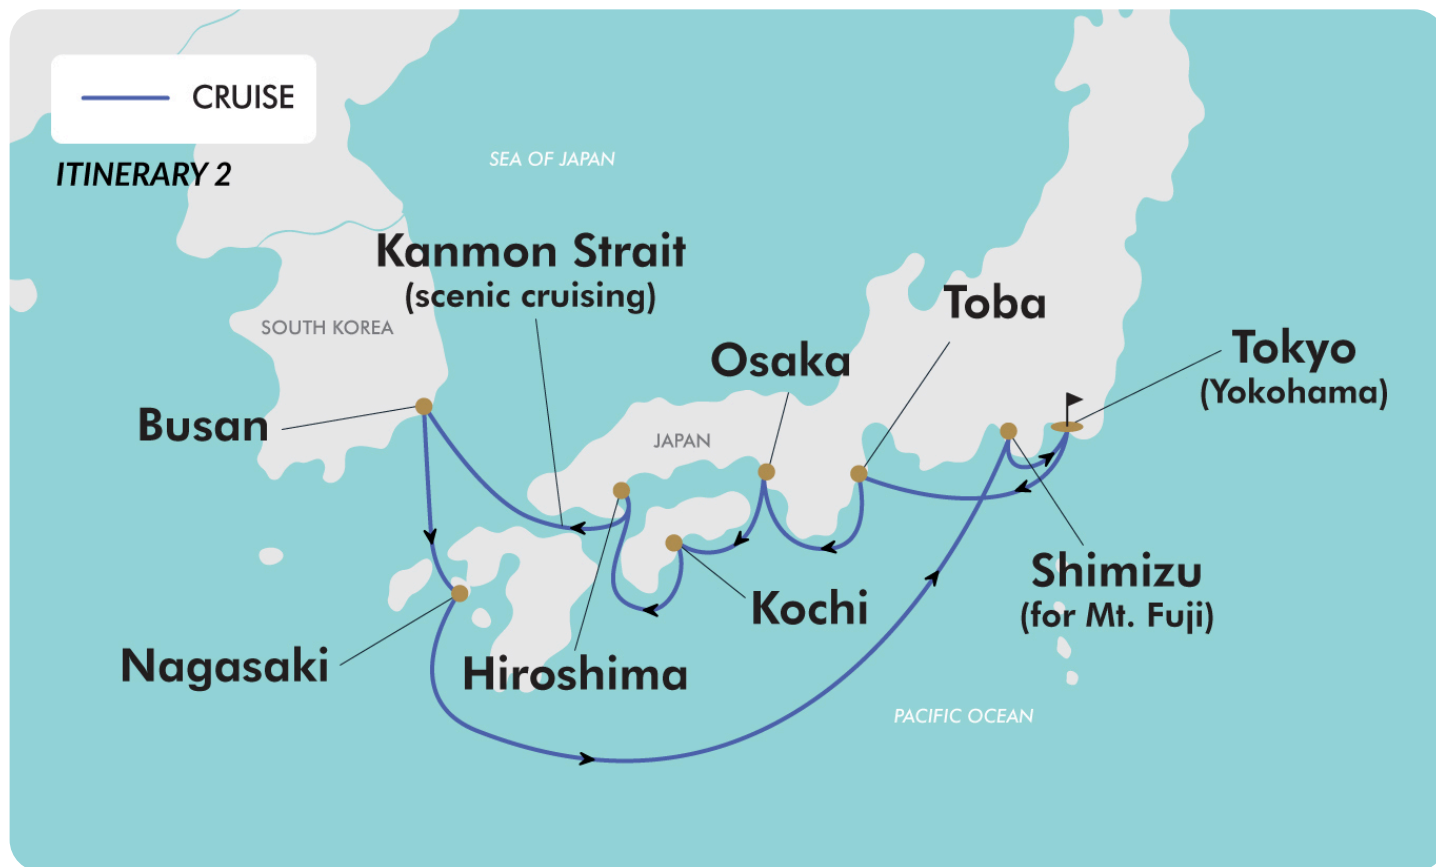 CRUISE
ITINERARY 2
SEA OF JAPAN
Kanmon Strait
(scenic cruising)
SOUTH KOREA
Toba
Osaka
Tokyo
(Yokohama)
Busan
JAPAN
Shimizu
(for Mt. Fuji)
Kochi
Nagasaki
Hiroshima
PACIFIC OCEAN